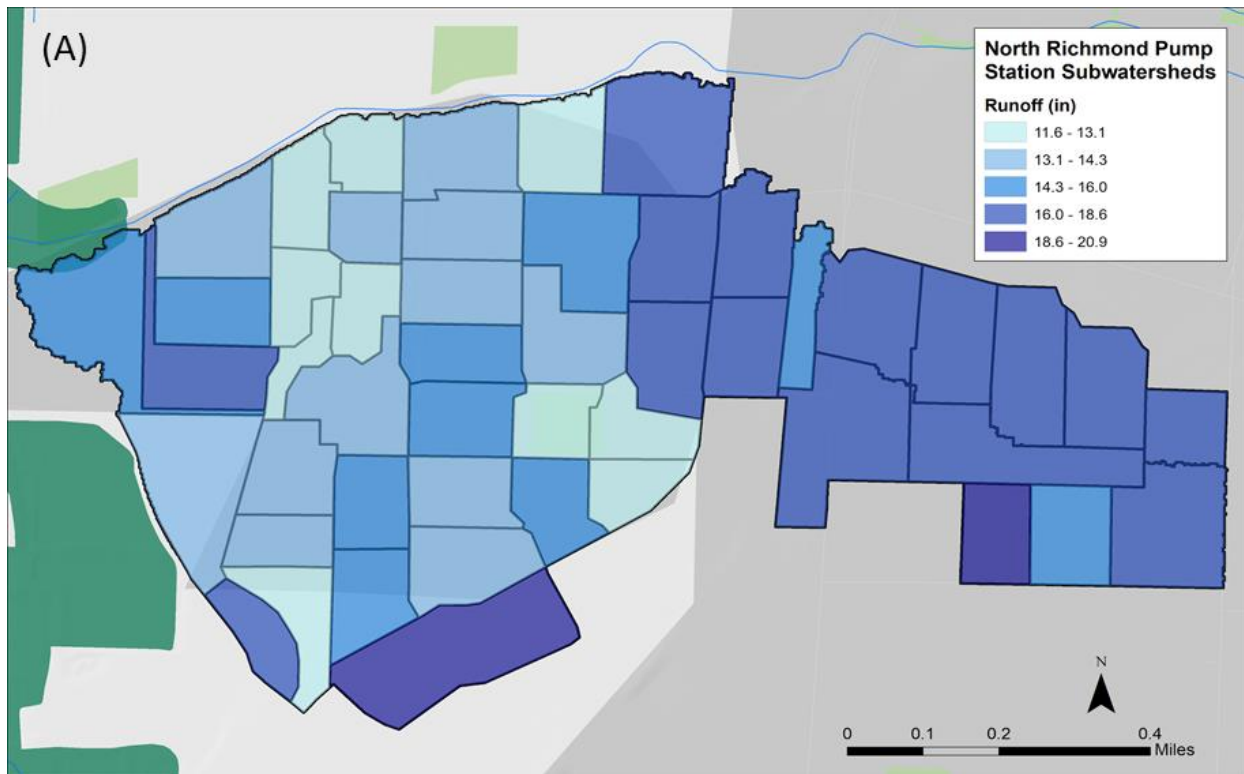 (A)
North Richmond Pump
Station Subwatersheds
Runoff (in)
11.6 - 13.1
13.1 - 14.3
14.3 - 16.0
16.0 - 18.6
18.6 - 20.9
N
0 0.1 0.2 0.4
Miles